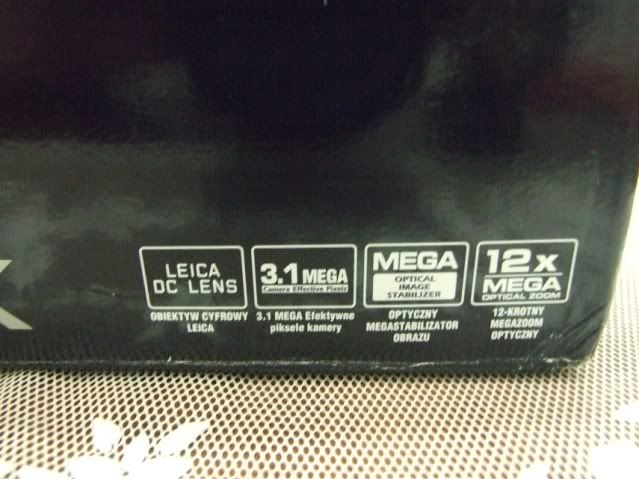 LEICA
DC LENS
OBIEKTYW CYFROWY
LEICA
3.1 MEGA
Camera Effective Pixels
3.1 MEGA Efektywne
piksele kamery
MEGA
OPTICAL
IMAGE
STABILIZER
OPTYCZNY
MEGASTABILIZATOR
OBRAZU
12x
MEGA
OPTICAL ZOOM
12-KROTNY
MEGAZOOM
OPTYCZNY